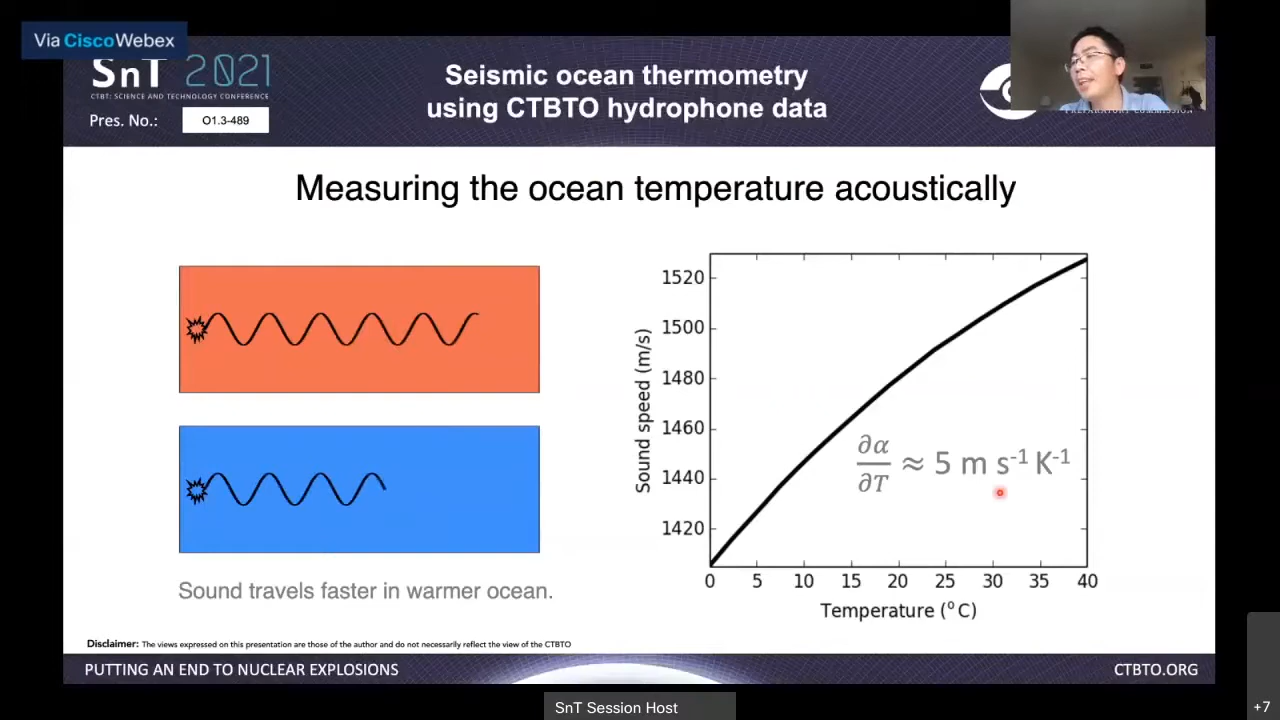 Via CiscoWebex
SnT 2021
CTBT: SCIENCE AND TECHNOLOGY CONFERENCE
Pres. No.: O1.3-489
Seismic ocean thermometry
using CTBTO hydrophone data
PREPARATORY COMMISSION
Measuring the ocean temperature acoustically
Sound travels faster in warmer ocean.
Sound speed (m/s)
1520
1500
1480
1460
1440
1420
∂α/∂T ≈ 5 m s⁻¹ K⁻¹
0 5 10 15 20 25 30 35 40
Temperature (° C)
Disclaimer: The views expressed on this presentation are those of the author and do not necessarily reflect the view of the CTBTO
PUTTING AN END TO NUCLEAR EXPLOSIONS
CTBTO.ORG
SnT Session Host
+7